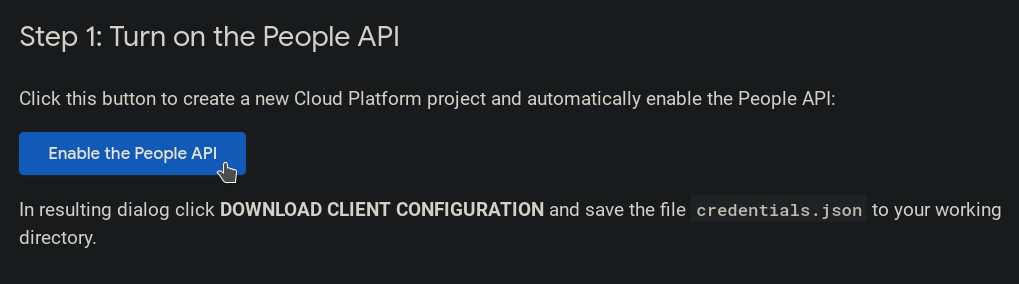 Step 1: Turn on the People API
Click this button to create a new Cloud Platform project and automatically enable the People API:
Enable the People API
In resulting dialog click DOWNLOAD CLIENT CONFIGURATION and save the file credentials.json to your working
directory.